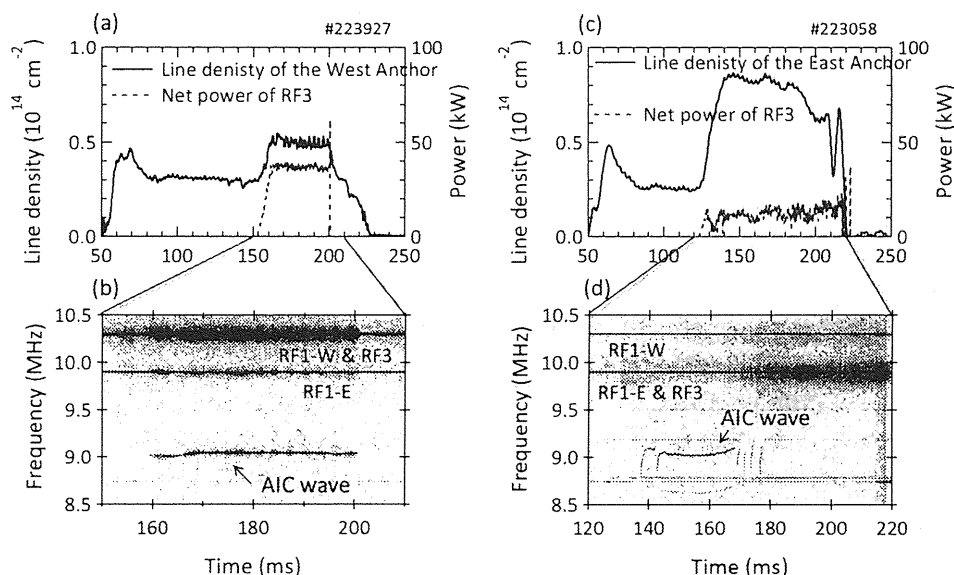 (a) #223927
Line density (10^14 cm^-2)
1.0
0.5
0.0
100
50
0
Power (kW)
Line denisty of the West Anchor
Net power of RF3
50 100 150 200 250
(b)
Frequency (MHz)
10.5
10.0
9.5
9.0
8.5
RF1-W & RF3
RF1-E
AIC wave
160 180 200
Time (ms)
(c) #223058
Line density (10^14 cm^-2)
1.0
0.5
0.0
100
50
0
Power (kW)
Line denisty of the East Anchor
Net power of RF3
50 100 150 200 250
(d)
Frequency (MHz)
10.5
10.0
9.5
9.0
8.5
RF1-W
RF1-E & RF3
AIC wave
120 140 160 180 200 220
Time (ms)